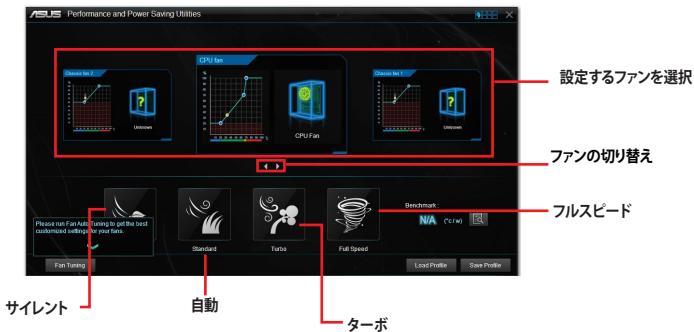 ASUS Performance and Power Saving Utilities
Chassis fan 2
Unknown
CPU fan
CPU Fan
Chassis fan 1
Unknown
設定するファンを選択
ファンの切り替え
Please run Fan Auto Tuning to get the best
customized settings for your fans.
Standard
Turbo
Full Speed
Benchmark :
N/A (°c/w)
フルスピード
Fan Tuning
Load Profile
Save Profile
サイレント
自動
ターボ